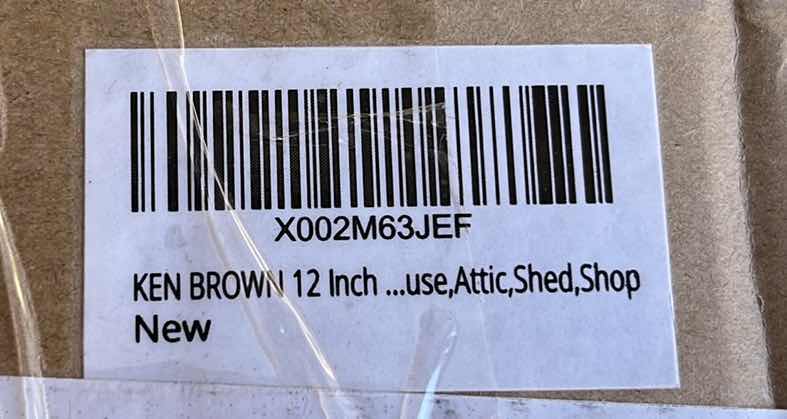 X002M63JEF
KEN BROWN 12 Inch ...use,Attic,Shed,Shop
New